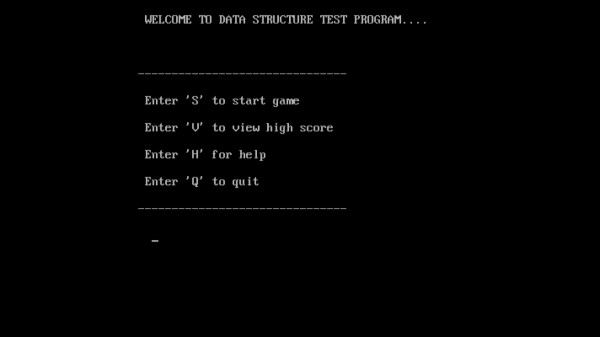 WELCOME TO DATA STRUCTURE TEST PROGRAM....
-------------------------------
Enter 'S' to start game
Enter 'V' to view high score
Enter 'H' for help
Enter 'Q' to quit
-------------------------------
_